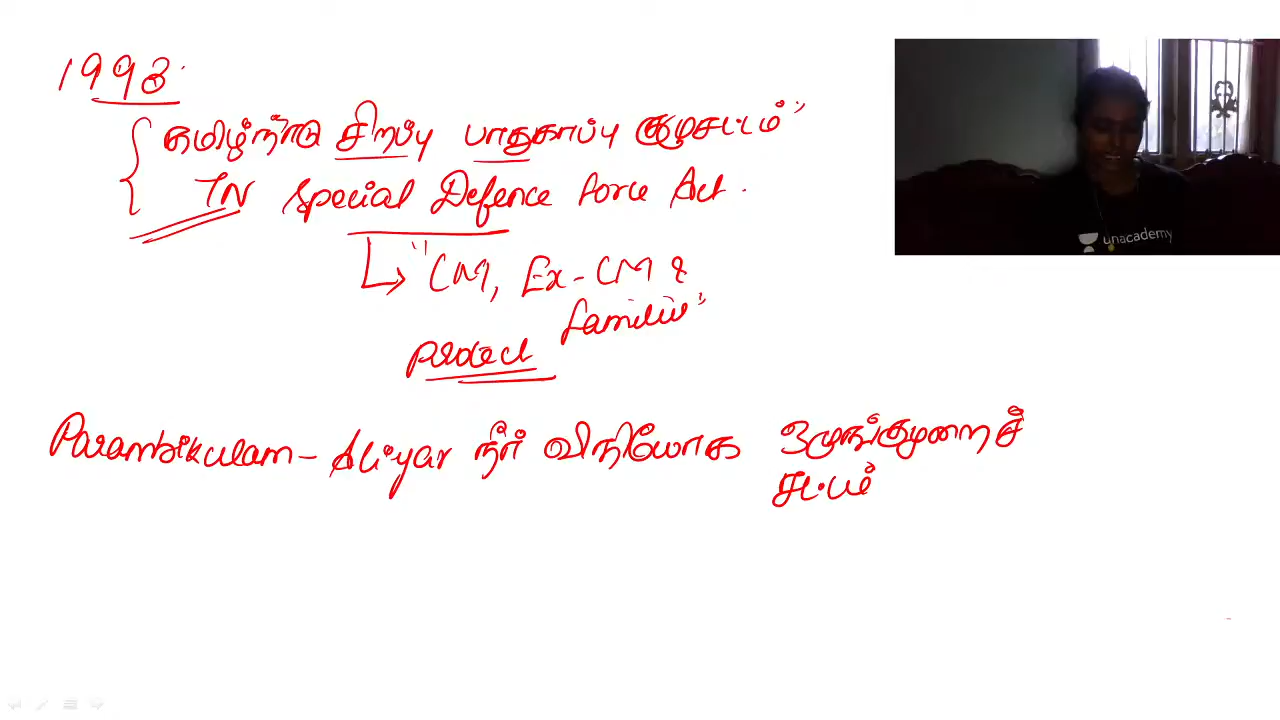 1993
தமிழ்நாடு சிறப்பு பாதுகாப்பு குழுசட்டம்"
TN Special Defence Force Act.
"CM, Ex-CM &
families"
protect
Parambikulam - Aliyar நீர் விநியோக ஒழுங்குமுறைச்
சட்டம்
unacademy